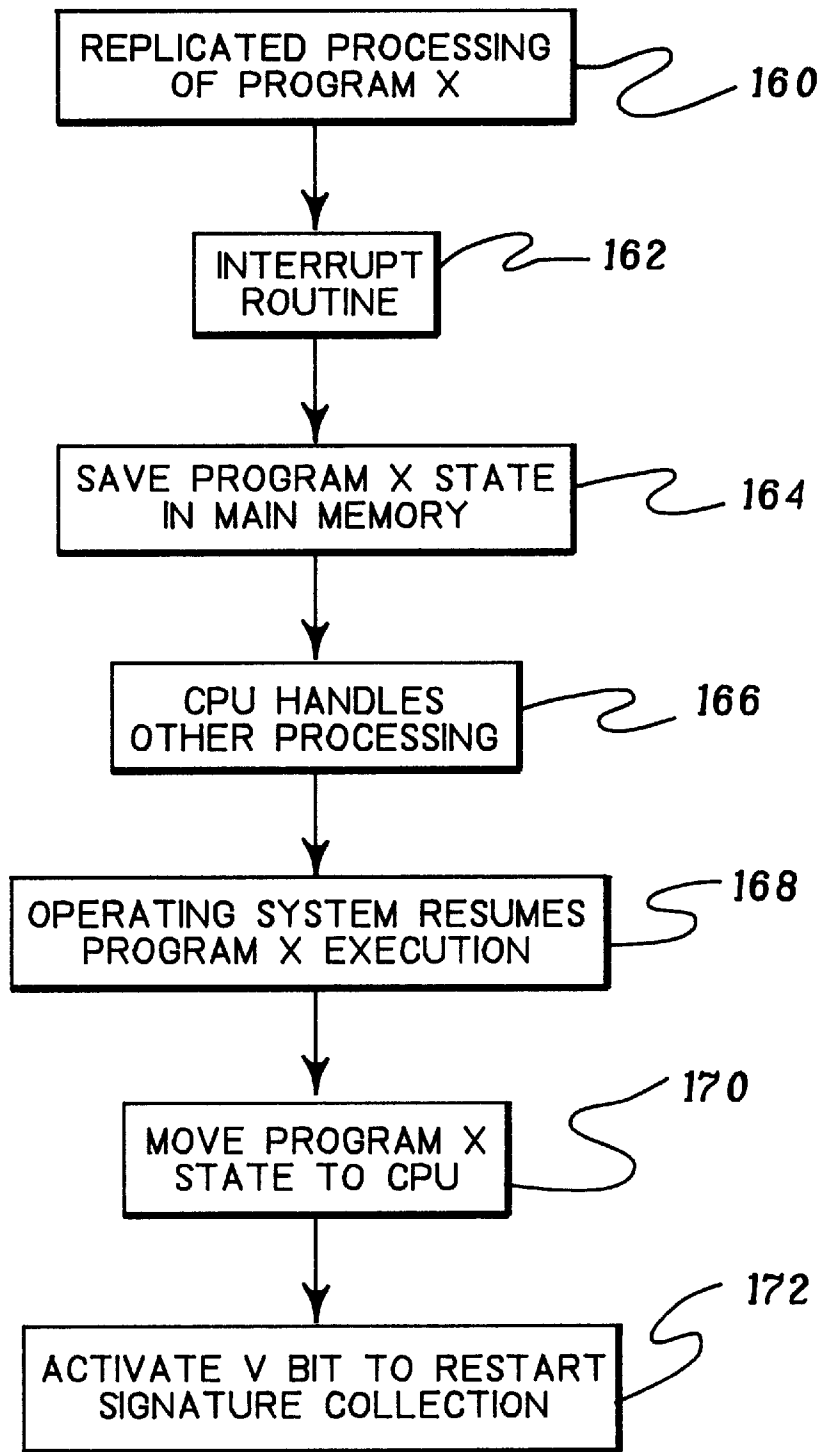 REPLICATED PROCESSING
OF PROGRAM X
160
INTERRUPT
ROUTINE
162
SAVE PROGRAM X STATE
IN MAIN MEMORY
164
CPU HANDLES
OTHER PROCESSING
166
OPERATING SYSTEM RESUMES
PROGRAM X EXECUTION
168
MOVE PROGRAM X
STATE TO CPU
170
ACTIVATE V BIT TO RESTART
SIGNATURE COLLECTION
172